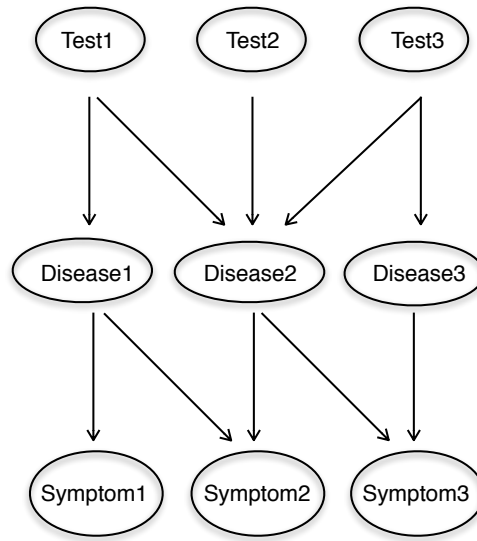 Test1
Test2
Test3
Disease1
Disease2
Disease3
Symptom1
Symptom2
Symptom3